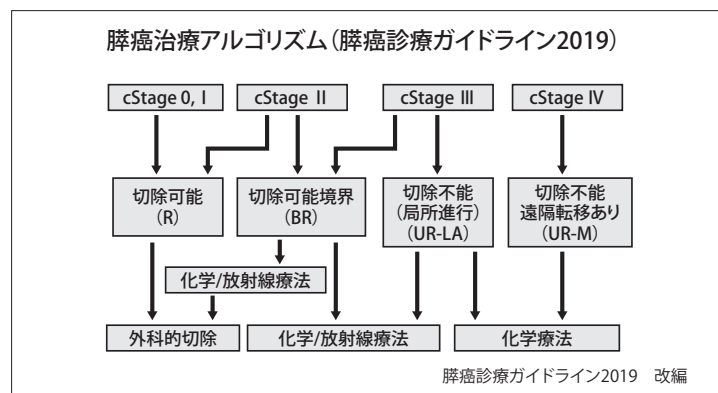 膵癌治療アルゴリズム（膵癌診療ガイドライン2019）
cStage 0, I
cStage II
cStage III
cStage IV
切除可能
(R)
切除可能境界
(BR)
切除不能
(局所進行)
(UR-LA)
切除不能
遠隔転移あり
(UR-M)
化学/放射線療法
外科的切除
化学/放射線療法
化学療法
膵癌診療ガイドライン2019　改編